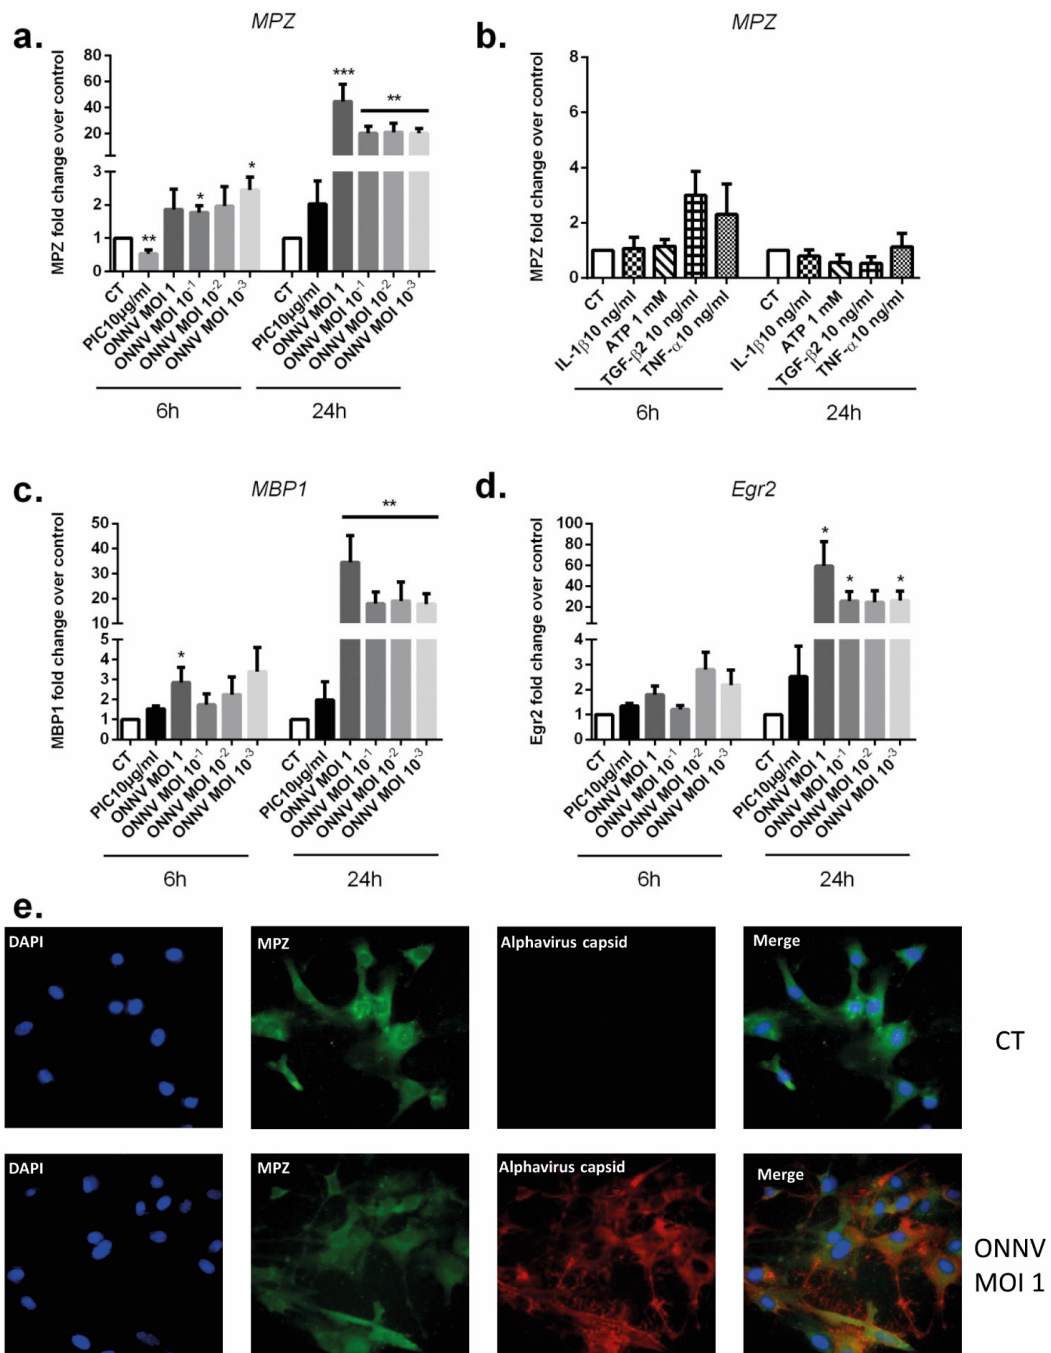 a.
MPZ
MPZ fold change over control
80
60
40
20
3
2
1
0
***
**
**
*
*
CT
PIC10µg/ml
ONNV MOI 1
ONNV MOI 10-1
ONNV MOI 10-2
ONNV MOI 10-3
CT
PIC10µg/ml
ONNV MOI 1
ONNV MOI 10-1
ONNV MOI 10-2
ONNV MOI 10-3
6h
24h
b.
MPZ
MPZ fold change over control
8
6
4
2
0
CT
IL-1β10 ng/ml
ATP 1 mM
TGF-β2 10 ng/ml
TNF-α10 ng/ml
CT
IL-1β10 ng/ml
ATP 1 mM
TGF-β2 10 ng/ml
TNF-α10 ng/ml
6h
24h
c.
MBP1
MBP1 fold change over control
50
40
30
20
10
5
4
3
2
1
0
**
*
CT
PIC10µg/ml
ONNV MOI 1
ONNV MOI 10-1
ONNV MOI 10-2
ONNV MOI 10-3
CT
PIC10µg/ml
ONNV MOI 1
ONNV MOI 10-1
ONNV MOI 10-2
ONNV MOI 10-3
6h
24h
d.
Egr2
Egr2 fold change over control
100
80
60
40
20
4
3
2
1
0
*
*
*
CT
PIC10µg/ml
ONNV MOI 1
ONNV MOI 10-1
ONNV MOI 10-2
ONNV MOI 10-3
CT
PIC10µg/ml
ONNV MOI 1
ONNV MOI 10-1
ONNV MOI 10-2
ONNV MOI 10-3
6h
24h
e.
DAPI
MPZ
Alphavirus capsid
Merge
CT
DAPI
MPZ
Alphavirus capsid
Merge
ONNV
MOI 1